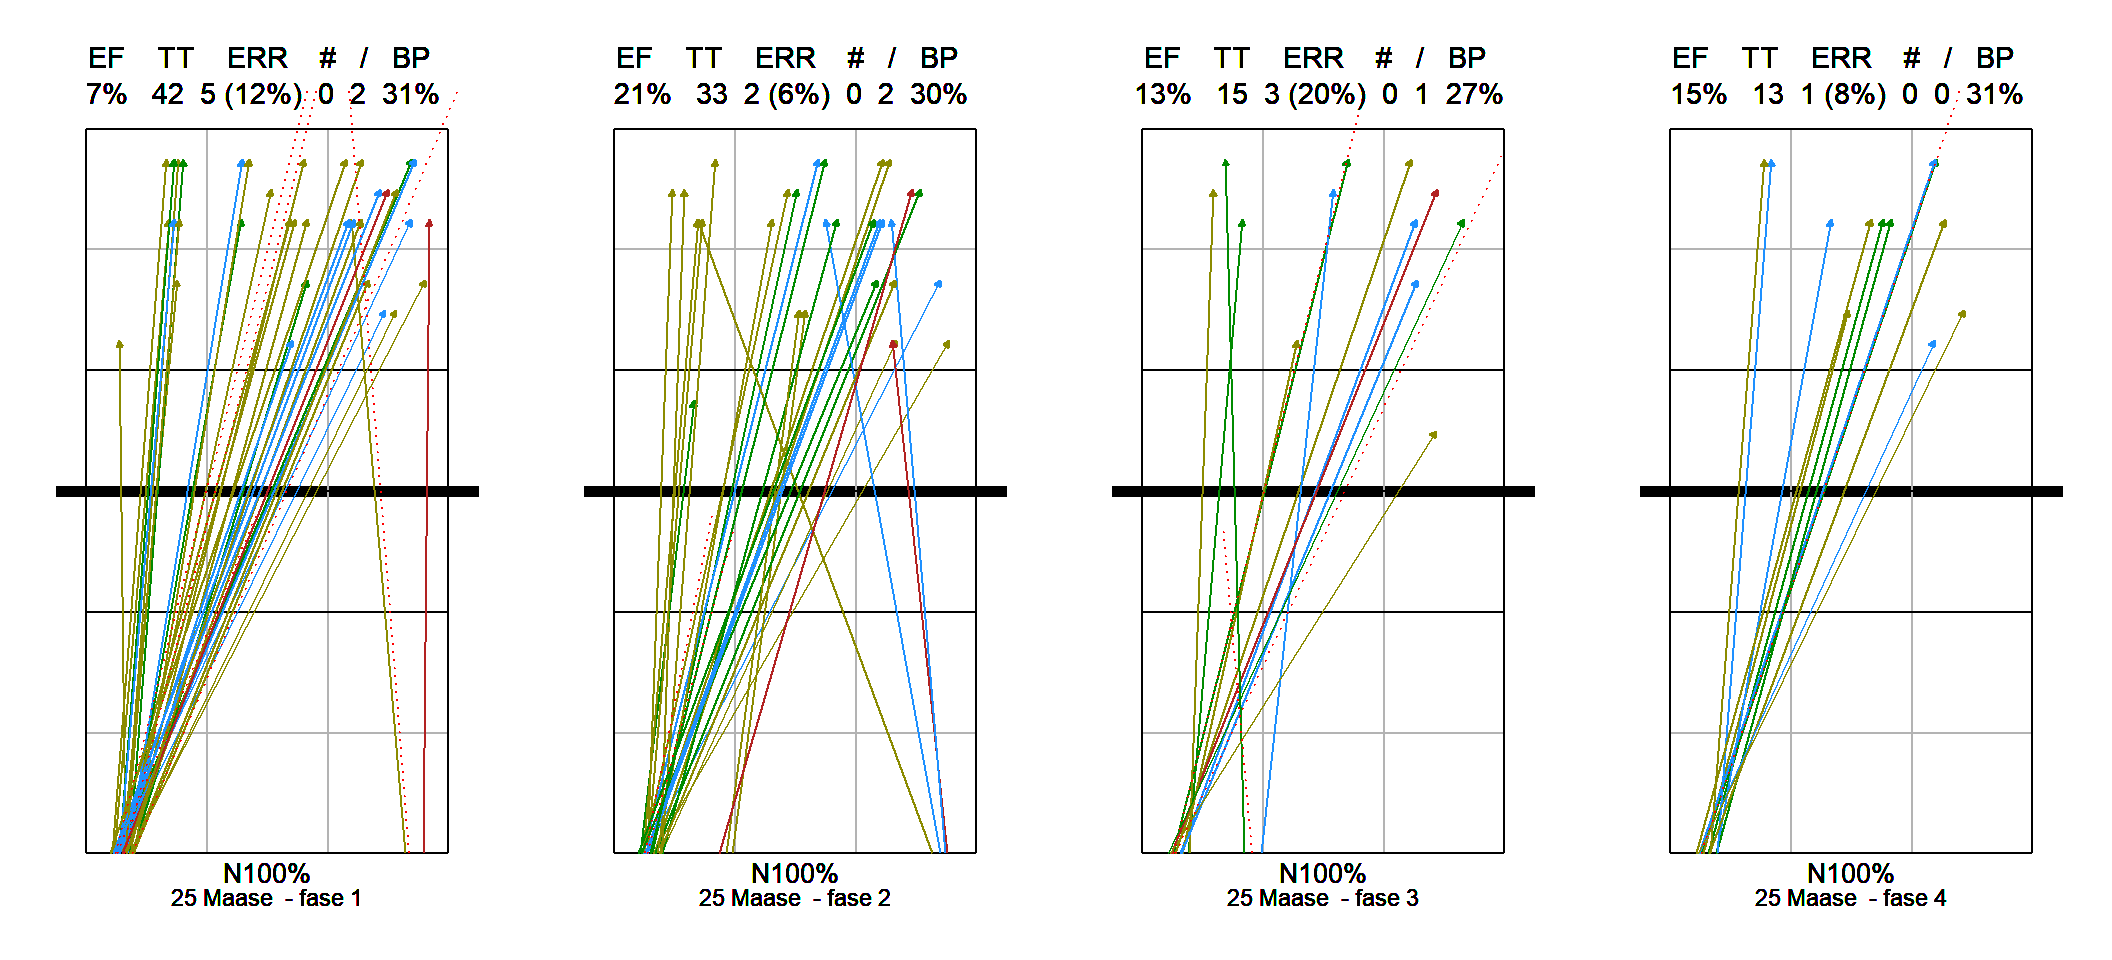 EF TT ERR # / BP
7% 42 5 (12%) 0 2 31%
N100%
25 Maase - fase 1
EF TT ERR # / BP
21% 33 2 (6%) 0 2 30%
N100%
25 Maase - fase 2
EF TT ERR # / BP
13% 15 3 (20%) 0 1 27%
N100%
25 Maase - fase 3
EF TT ERR # / BP
15% 13 1 (8%) 0 0 31%
N100%
25 Maase - fase 4